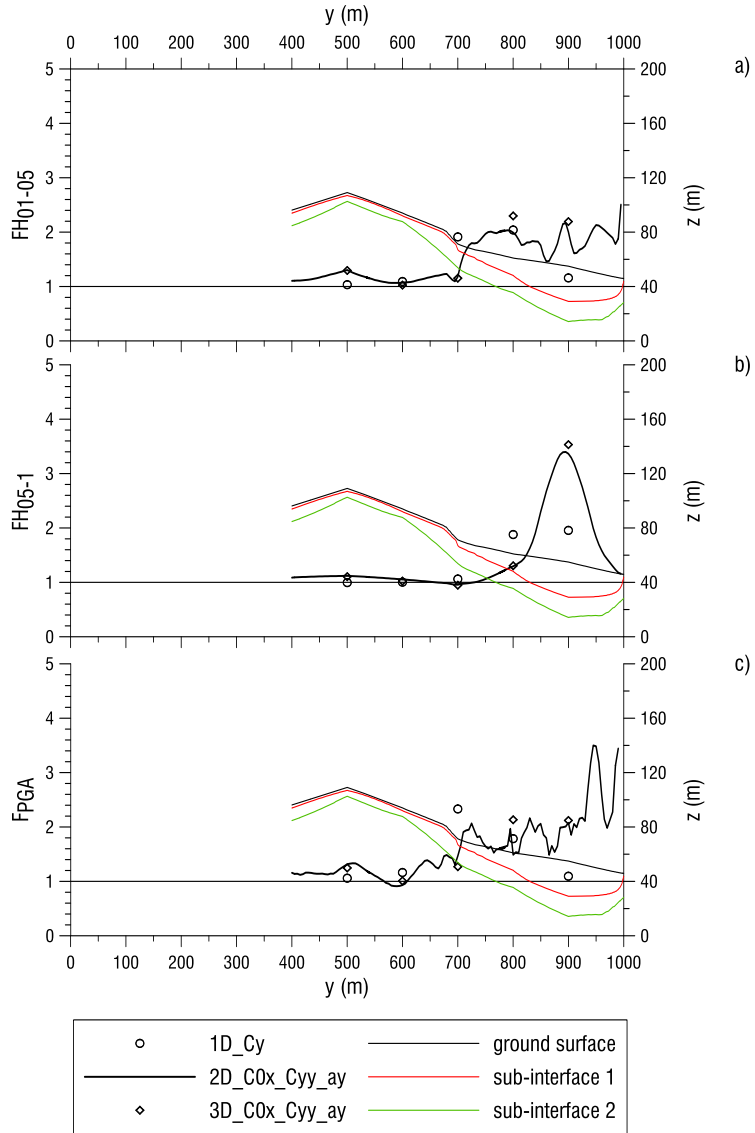 y (m)
0 100 200 300 400 500 600 700 800 900 1000
a)
5 4 3 2 1 0
FH01-05
200 160 120 80 40 0
z (m)
b)
5 4 3 2 1 0
FH05-1
200 160 120 80 40 0
z (m)
c)
5 4 3 2 1 0
FPGA
200 160 120 80 40 0
z (m)
0 100 200 300 400 500 600 700 800 900 1000
y (m)
1D_Cy ground surface
2D_C0x_Cyy_ay sub-interface 1
3D_C0x_Cyy_ay sub-interface 2